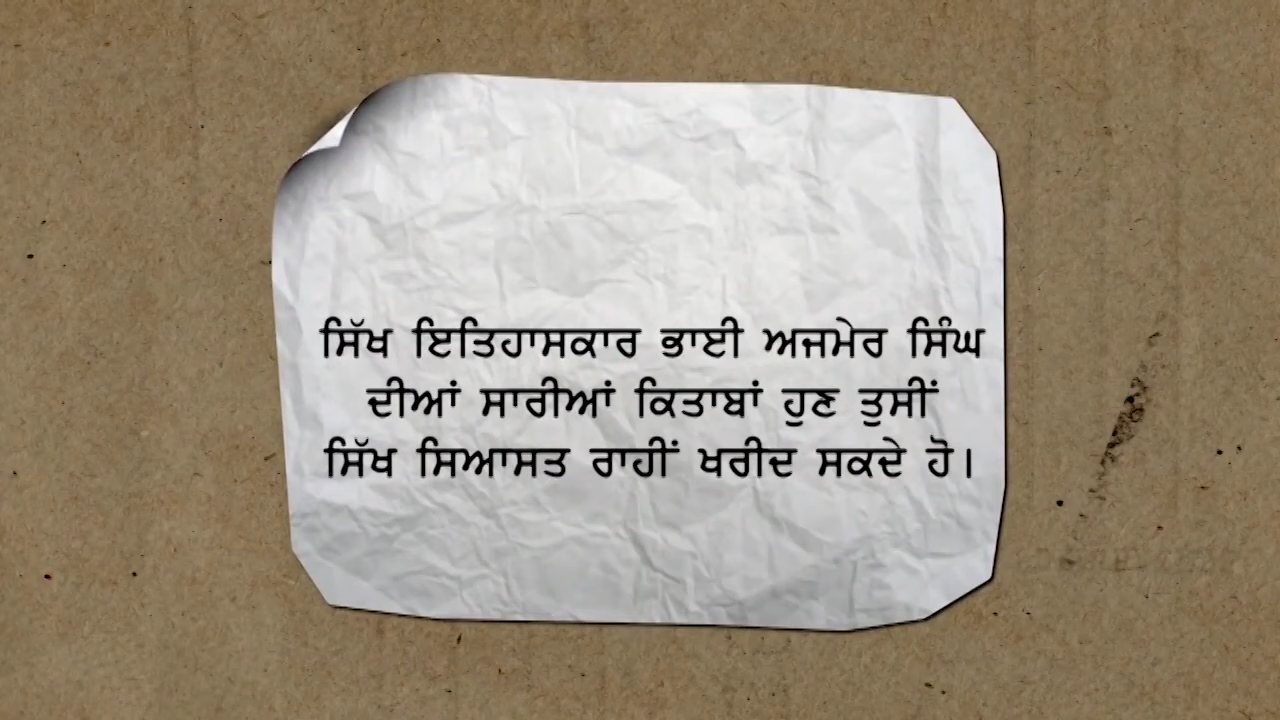 ਸਿੱਖ ਇਤਿਹਾਸਕਾਰ ਭਾਈ ਅਜਮੇਰ ਸਿੰਘ
ਦੀਆਂ ਸਾਰੀਆਂ ਕਿਤਾਬਾਂ ਹੁਣ ਤੁਸੀਂ
ਸਿੱਖ ਸਿਆਸਤ ਰਾਹੀਂ ਖਰੀਦ ਸਕਦੇ ਹੋ।